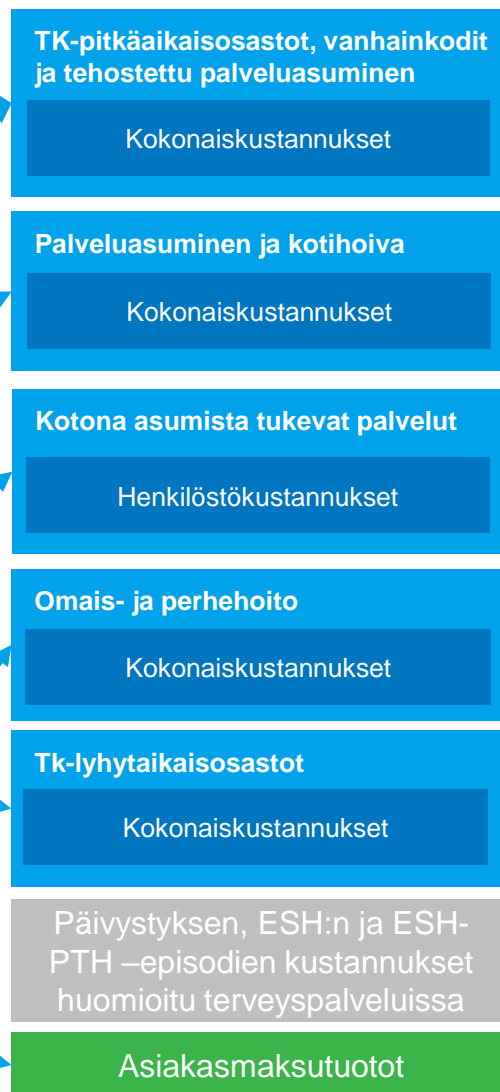 TK-pitkäaikaisosastot, vanhainkodit
ja tehostettu palveluasuminen
Kokonaiskustannukset
Palveluasuminen ja kotihoiva
Kokonaiskustannukset
Kotona asumista tukevat palvelut
Henkilöstökustannukset
Omais- ja perhehoito
Kokonaiskustannukset
Tk-lyhytaikaisosastot
Kokonaiskustannukset
Päivystyksen, ESH:n ja ESH-
PTH –episodien kustannukset
huomioitu terveyspalveluissa
Asiakasmaksutuotot